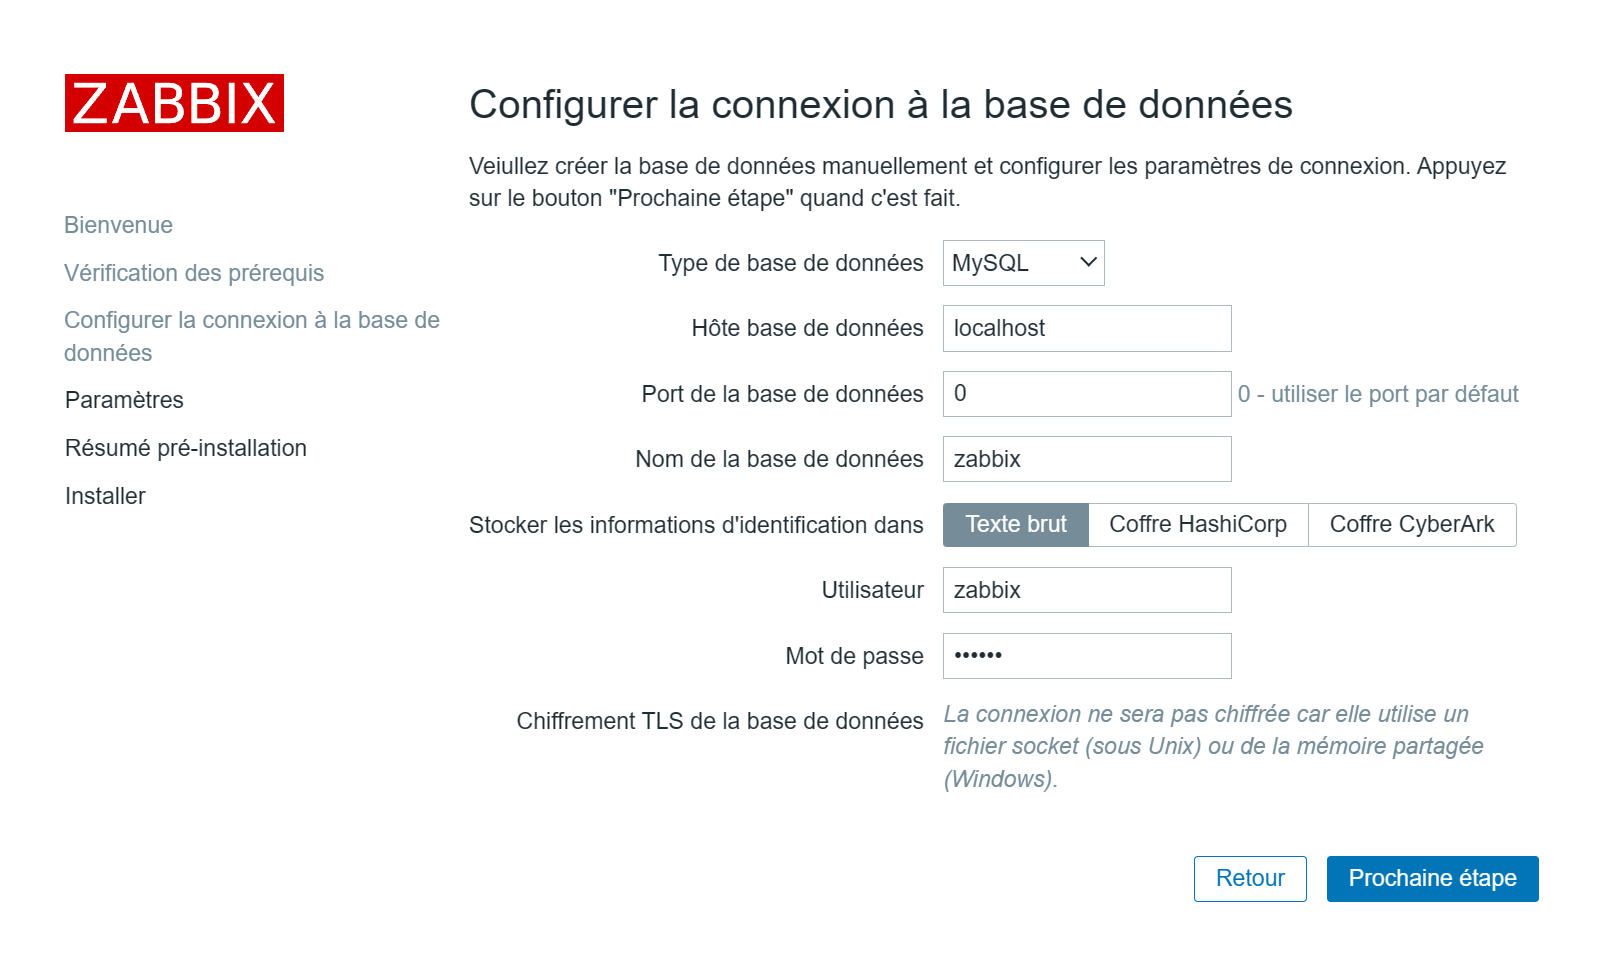 ZABBIX
Bienvenue
Vérification des prérequis
Configurer la connexion à la base de
données
Paramètres
Résumé pré-installation
Installer
Configurer la connexion à la base de données
Veiullez créer la base de données manuellement et configurer les paramètres de connexion. Appuyez
sur le bouton "Prochaine étape" quand c'est fait.
Type de base de données MySQL
Hôte base de données localhost
Port de la base de données 0 0 - utiliser le port par défaut
Nom de la base de données zabbix
Stocker les informations d'identification dans Texte brut Coffre HashiCorp Coffre CyberArk
Utilisateur zabbix
Mot de passe ••••••
Chiffrement TLS de la base de données La connexion ne sera pas chiffrée car elle utilise un
fichier socket (sous Unix) ou de la mémoire partagée
(Windows).
Retour Prochaine étape